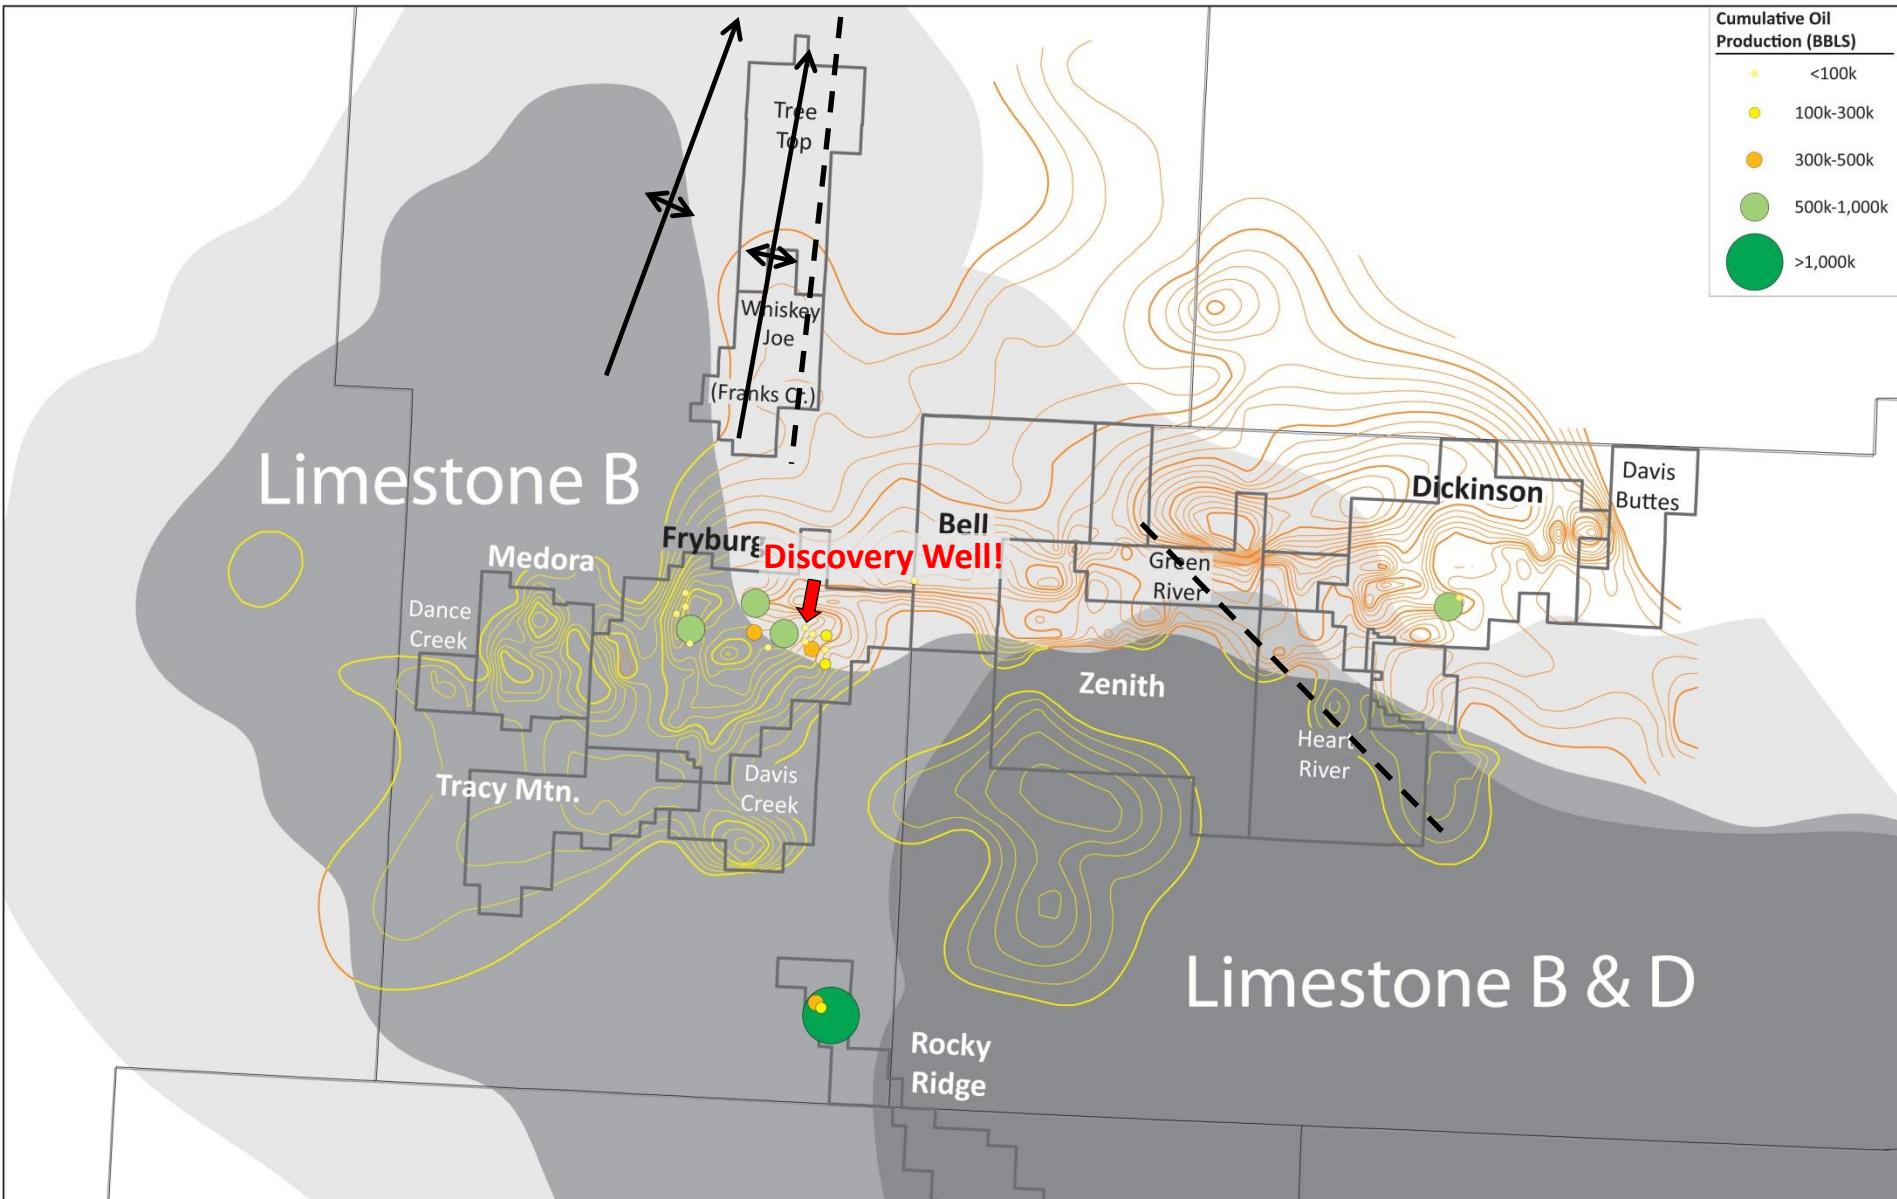 Cumulative Oil
Production (BBLS)
<100k
100k-300k
300k-500k
500k-1,000k
>1,000k
Tree
Top
Whiskey
Joe
(Franks Cr.)
Limestone B
Medora
Fryburg
Discovery Well!
Bell
Green
River
Dickinson
Davis
Buttes
Dance
Creek
Zenith
Heart
River
Tracy Mtn.
Davis
Creek
Limestone B & D
Rocky
Ridge